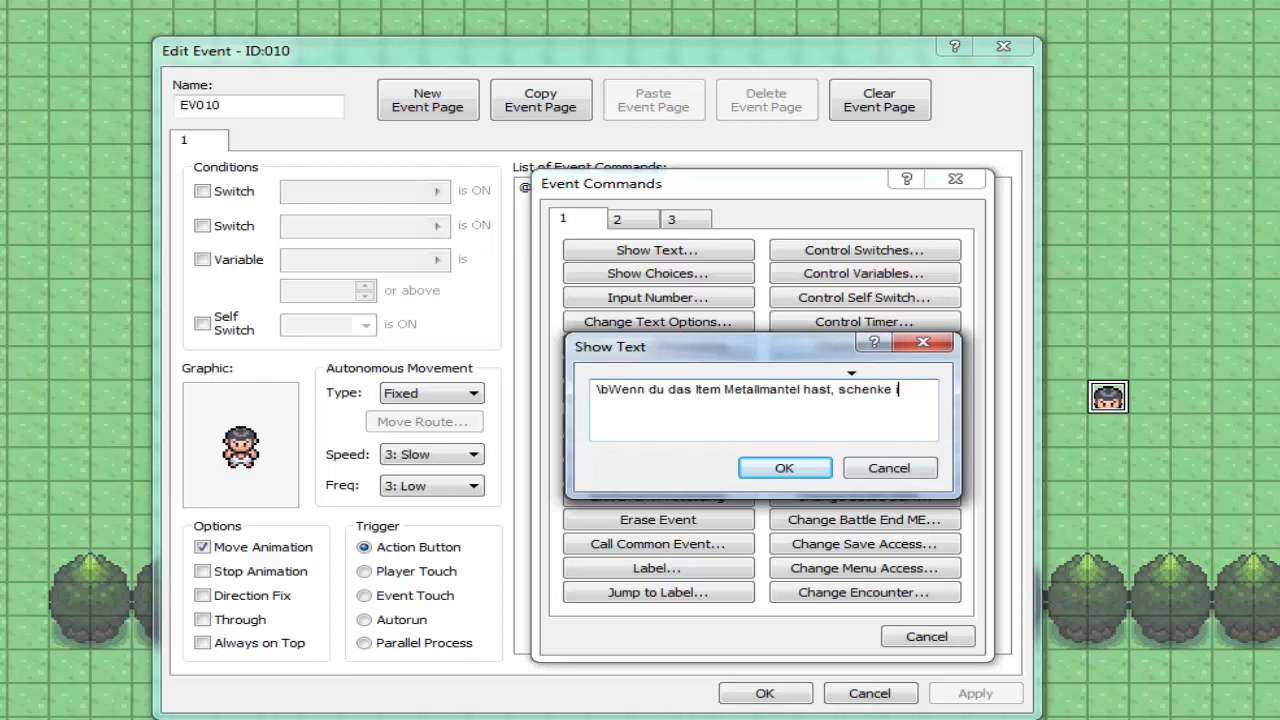 Edit Event - ID:010
Name:
EV010
New
Event Page
Copy
Event Page
Paste
Event Page
Delete
Event Page
Clear
Event Page
1
Conditions
Switch
is ON
Switch
is ON
Variable
is
or above
Self
Switch
is ON
Graphic:
Autonomous Movement
Type:
Fixed
Move Route...
Speed:
3: Slow
Freq:
3: Low
Options
Move Animation
Stop Animation
Direction Fix
Through
Always on Top
Trigger
Action Button
Player Touch
Event Touch
Autorun
Parallel Process
List of Event Commands:
@
Event Commands
1
2
3
Show Text...
Control Switches...
Show Choices...
Control Variables...
Input Number...
Control Self Switch...
Change Text Options...
Control Timer...
Show Text
\bWenn du das Item Metallmantel hast, schenke i
OK
Cancel
Erase Event
Change Battle End ME...
Call Common Event...
Change Save Access...
Label...
Change Menu Access...
Jump to Label...
Change Encounter...
Cancel
OK
Cancel
Apply